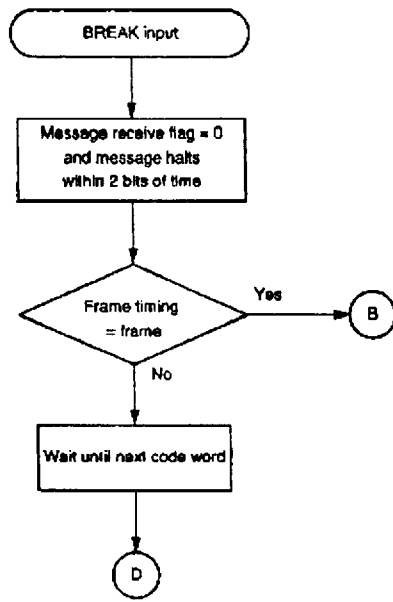 BREAK input
Message receive flag = 0
and message halts
within 2 bits of time
Frame timing
= frame
Yes
B
No
Wait until next code word
D